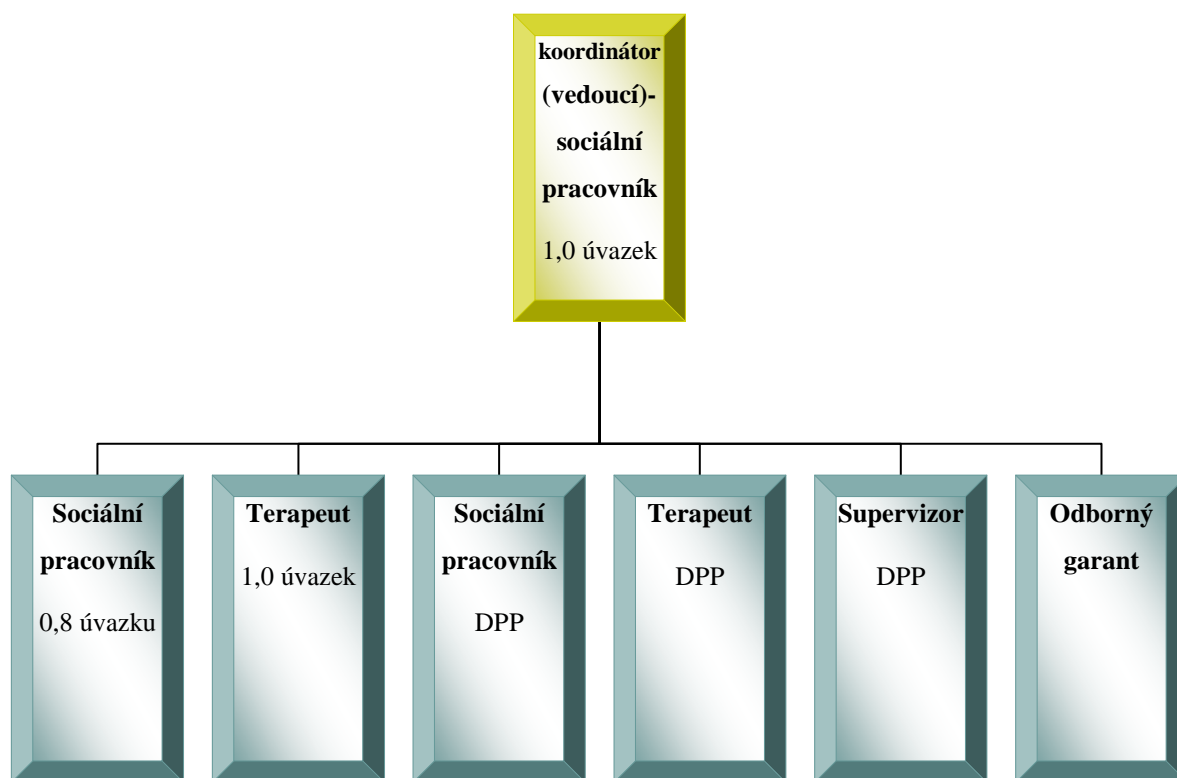 koordinátor
(vedoucí)-
sociální
pracovník
1,0 úvazek
Sociální
pracovník
0,8 úvazku
Terapeut
1,0 úvazek
Sociální
pracovník
DPP
Terapeut
DPP
Supervizor
DPP
Odborný
garant